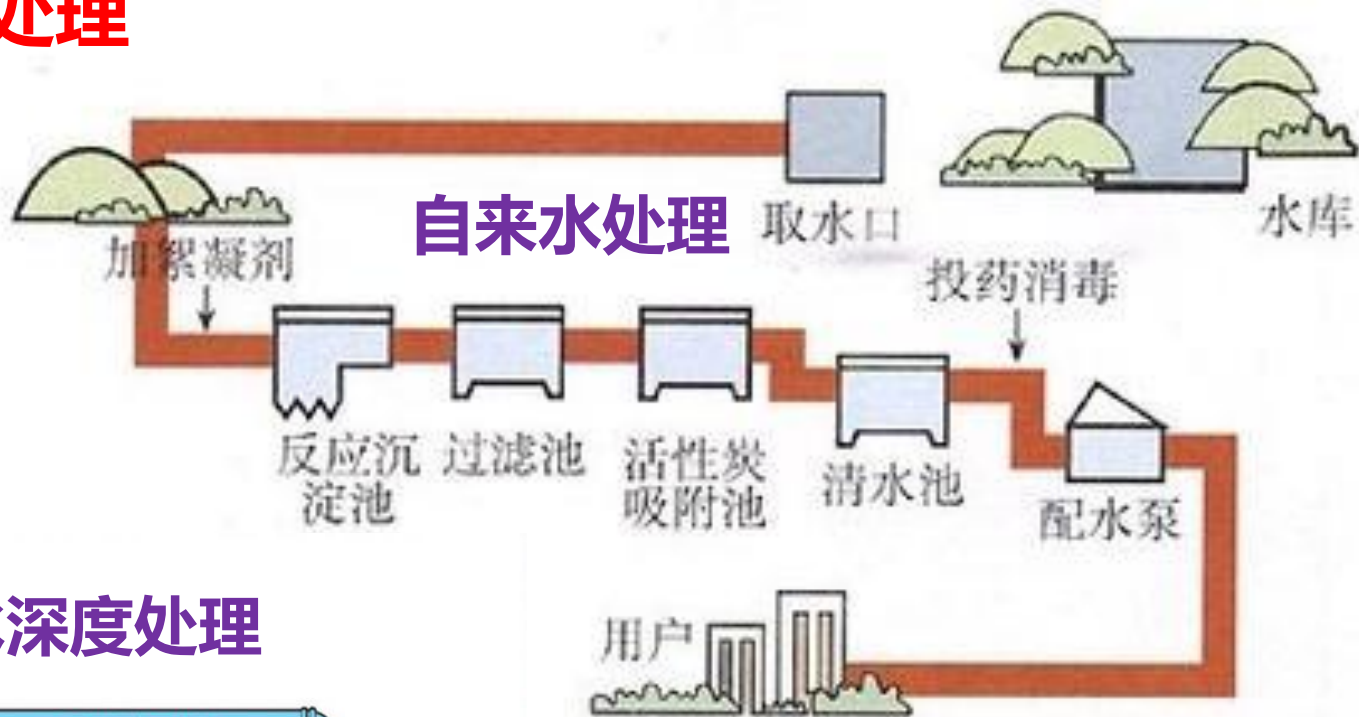 处理
自来水处理
取水口
水库
加絮凝剂
投药消毒
反应沉
淀池
过滤池
活性炭
吸附池
清水池
配水泵
深度处理
用户